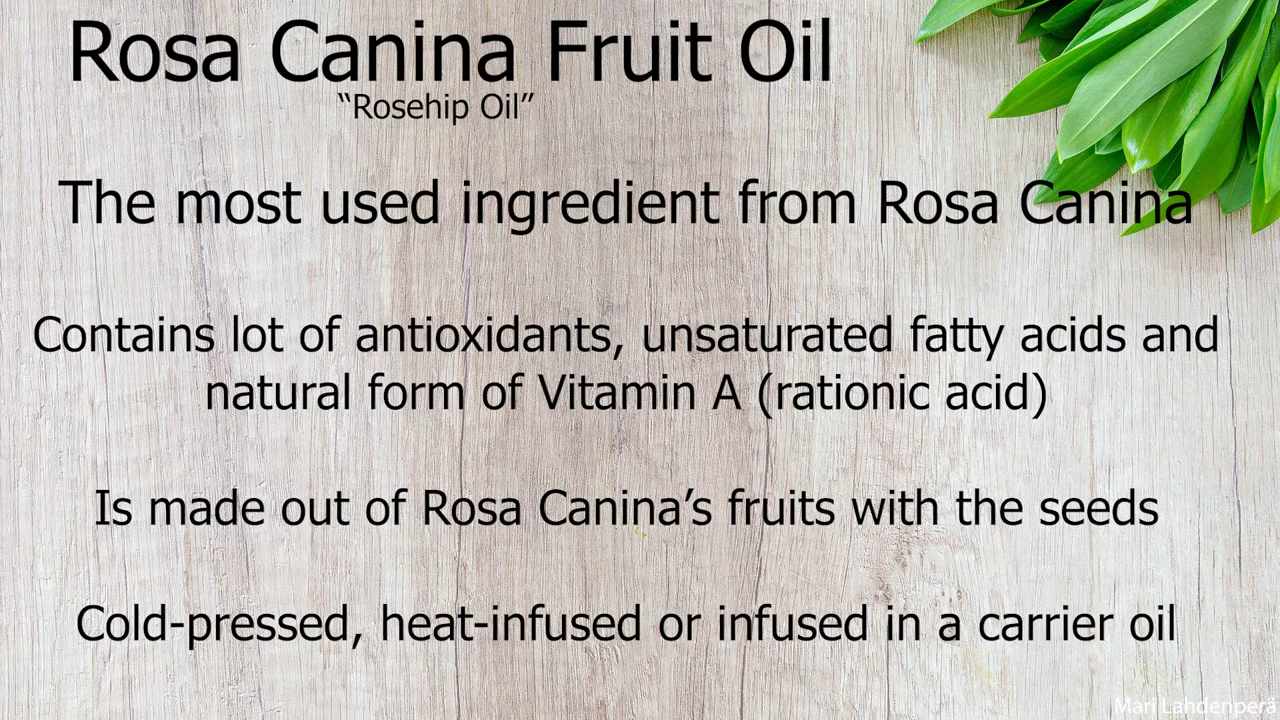 Rosa Canina Fruit Oil
“Rosehip Oil”
The most used ingredient from Rosa Canina
Contains lot of antioxidants, unsaturated fatty acids and
natural form of Vitamin A (rationic acid)
Is made out of Rosa Canina’s fruits with the seeds
Cold-pressed, heat-infused or infused in a carrier oil
Mari Lahdenperä